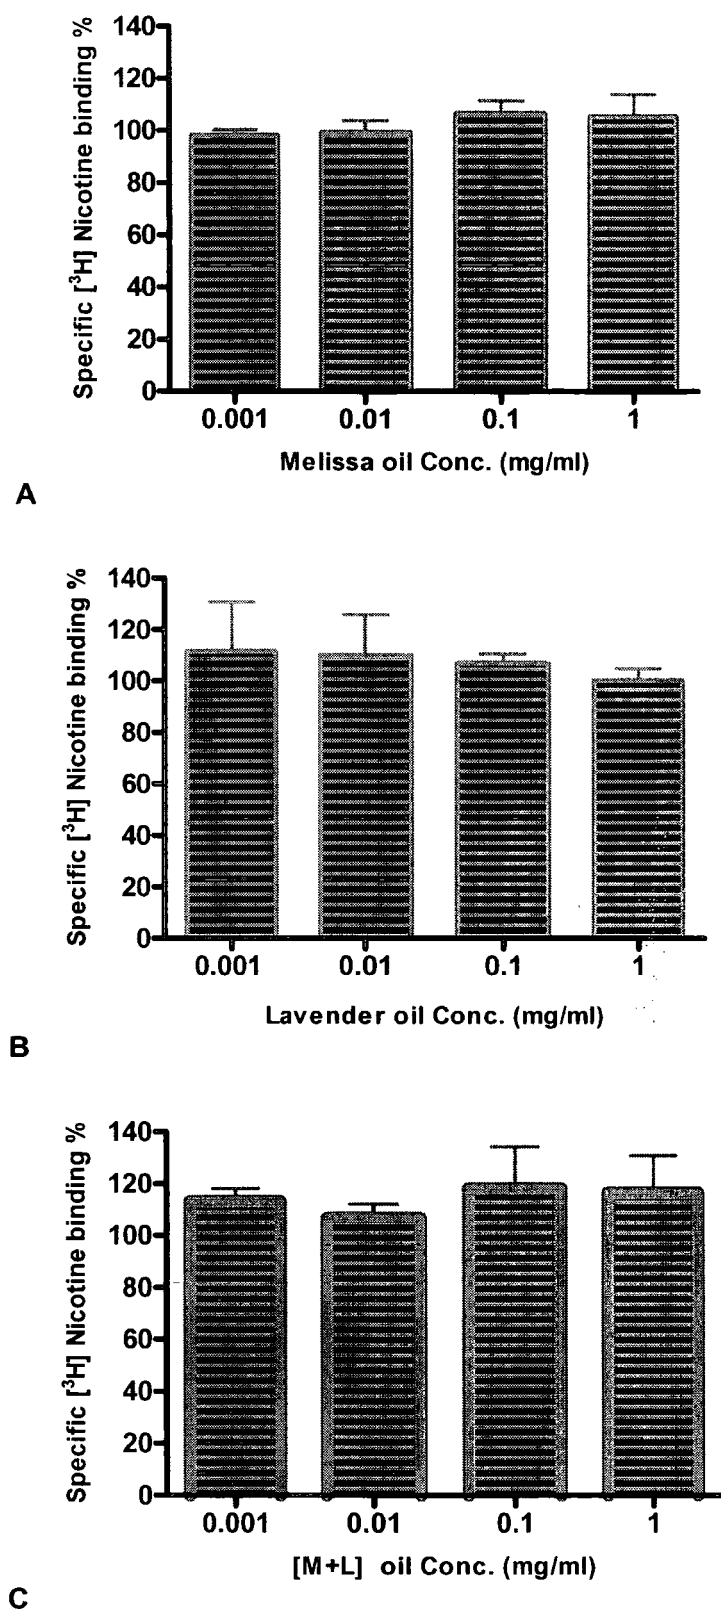 Specific [³H] Nicotine binding %
140
120
100
80
60
40
20
0
0.001 0.01 0.1 1
Melissa oil Conc. (mg/ml)
A
Specific [³H] Nicotine binding %
140
120
100
80
60
40
20
0
0.001 0.01 0.1 1
Lavender oil Conc. (mg/ml)
B
Specific [³H] Nicotine binding %
140
120
100
80
60
40
20
0
0.001 0.01 0.1 1
[M+L] oil Conc. (mg/ml)
C